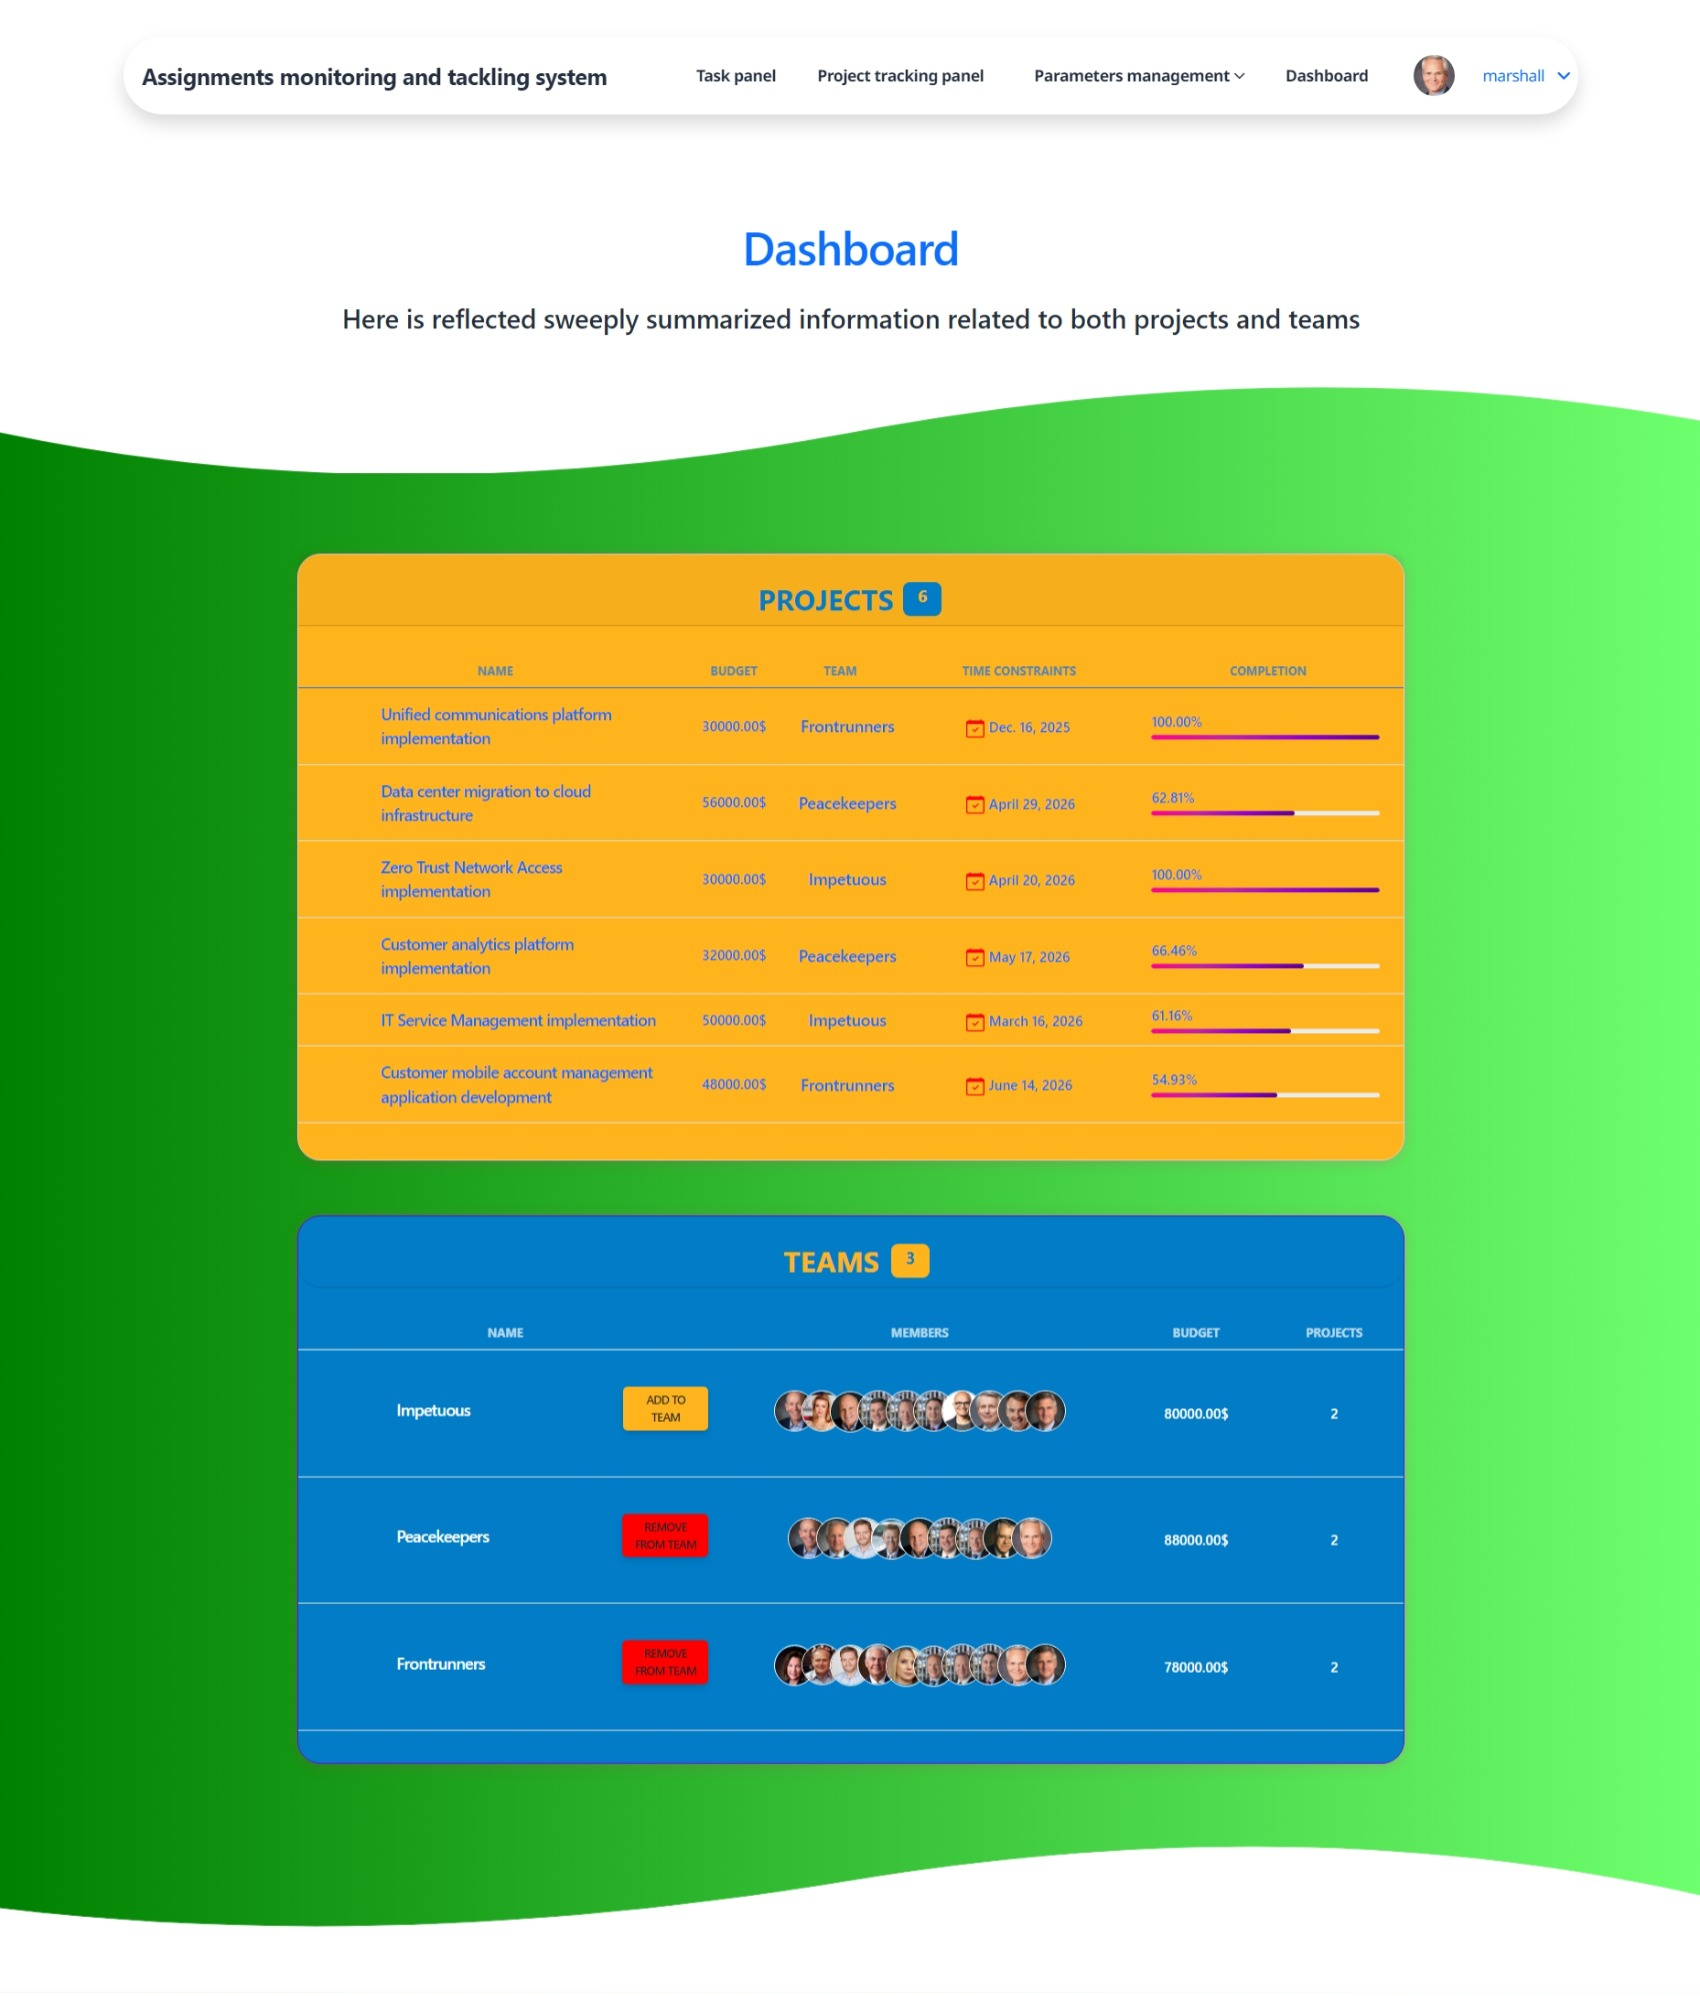 Assignments monitoring and tackling system
Task panel
Project tracking panel
Parameters management
Dashboard
marshall
Dashboard
Here is reflected sweeply summarized information related to both projects and teams
PROJECTS 6
NAME BUDGET TEAM TIME CONSTRAINTS COMPLETION
Unified communications platform
implementation
30000.00$ Frontrunners Dec. 16, 2025 100.00%
Data center migration to cloud
infrastructure
56000.00$ Peacekeepers April 29, 2026 62.81%
Zero Trust Network Access
implementation
30000.00$ Impetuous April 20, 2026 100.00%
Customer analytics platform
implementation
32000.00$ Peacekeepers May 17, 2026 66.46%
IT Service Management implementation 50000.00$ Impetuous March 16, 2026 61.16%
Customer mobile account management
application development
48000.00$ Frontrunners June 14, 2026 54.93%
TEAMS 3
NAME MEMBERS BUDGET PROJECTS
Impetuous
ADD TO
TEAM
80000.00$ 2
Peacekeepers
REMOVE
FROM TEAM
88000.00$ 2
Frontrunners
REMOVE
FROM TEAM
78000.00$ 2